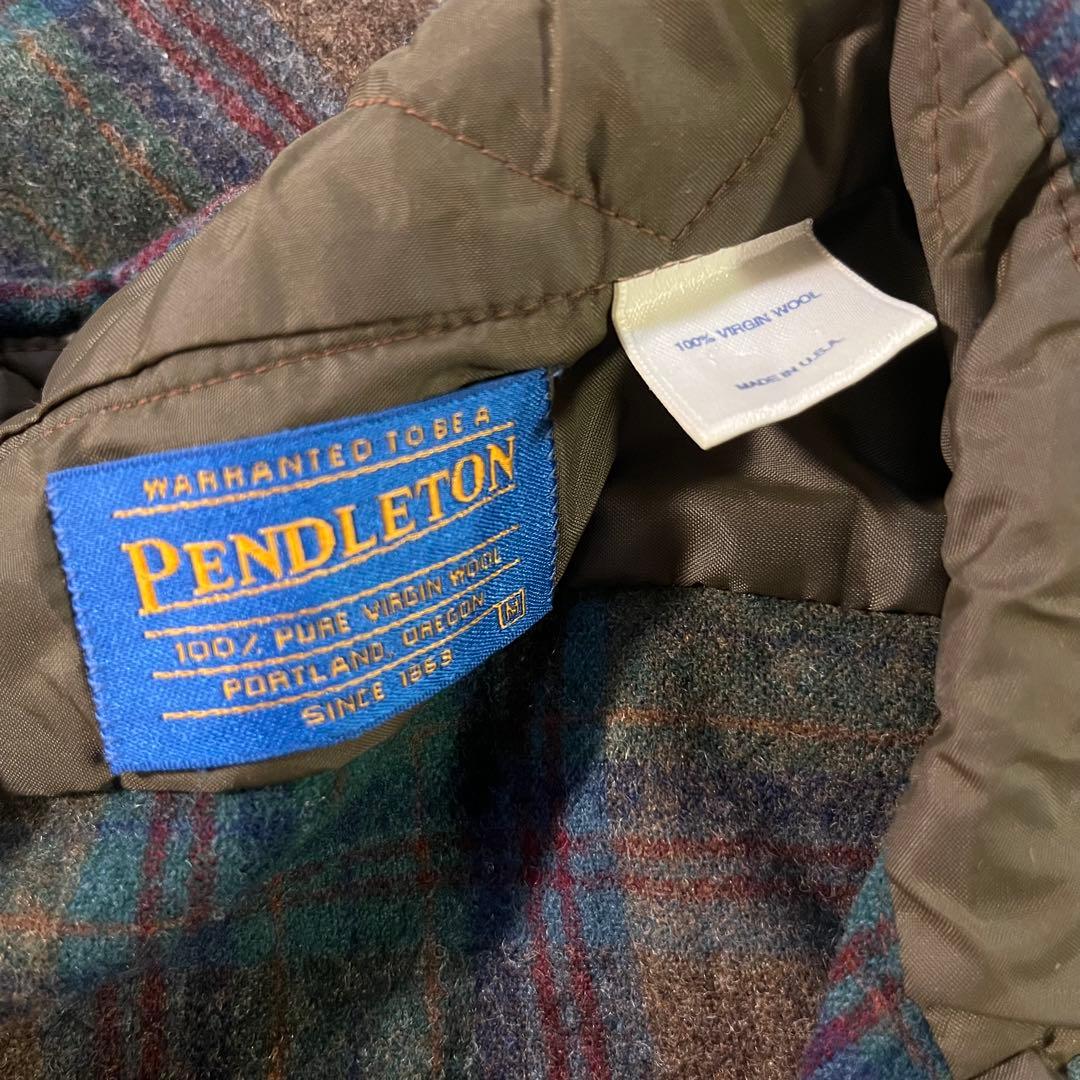 WARRANTED TO BE A
PENDLETON
100% PURE VIRGIN WOOL
PORTLAND, OREGON
M
SINCE 1863
100% VIRGIN WOOL
MADE IN U.S.A.